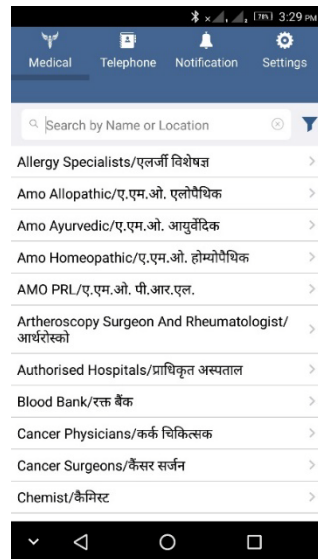 78% 3:29 PM
Medical Telephone Notification Settings
Search by Name or Location
Allergy Specialists/एलर्जी विशेषज्ञ
Amo Allopathic/ए.एम.ओ. एलोपैथिक
Amo Ayurvedic/ए.एम.ओ. आयुर्वेदिक
Amo Homeopathic/ए.एम.ओ. होम्योपैथिक
AMO PRL/ए.एम.ओ. पी.आर.एल.
Artheroscopy Surgeon And Rheumatologist/
आर्थरोस्को
Authorised Hospitals/प्राधिकृत अस्पताल
Blood Bank/रक्त बैंक
Cancer Physicians/कर्क चिकित्सक
Cancer Surgeons/कैंसर सर्जन
Chemist/कैमिस्ट